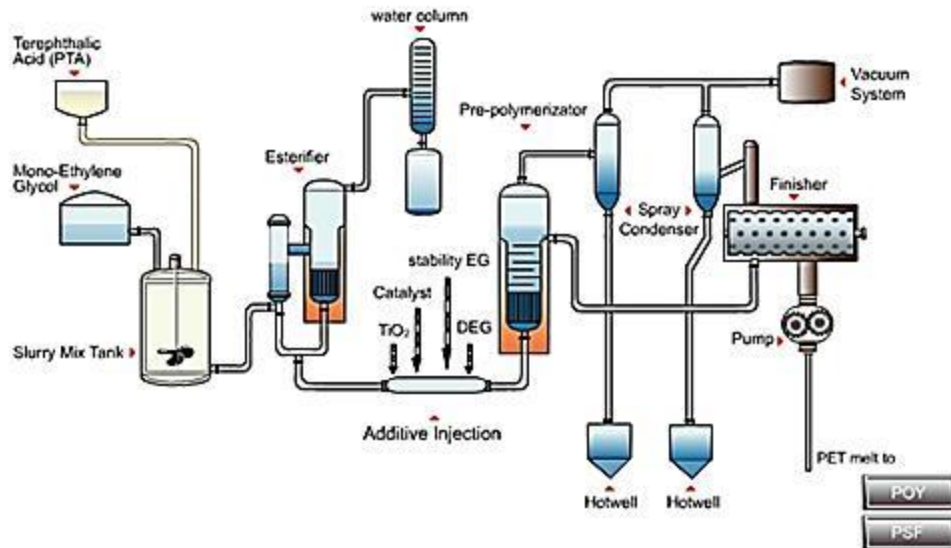 water column
Terephthalic
Acid (PTA)
Pre-polymerizator
Vacuum
System
Esterifier
Mono-Ethylene
Glycol
Finisher
Spray
Condenser
stability EG
Catalyst
TiO₂
DEG
Slurry Mix Tank
Pump
Additive Injection
PET melt to
Hotwell
Hotwell
POY
PSF